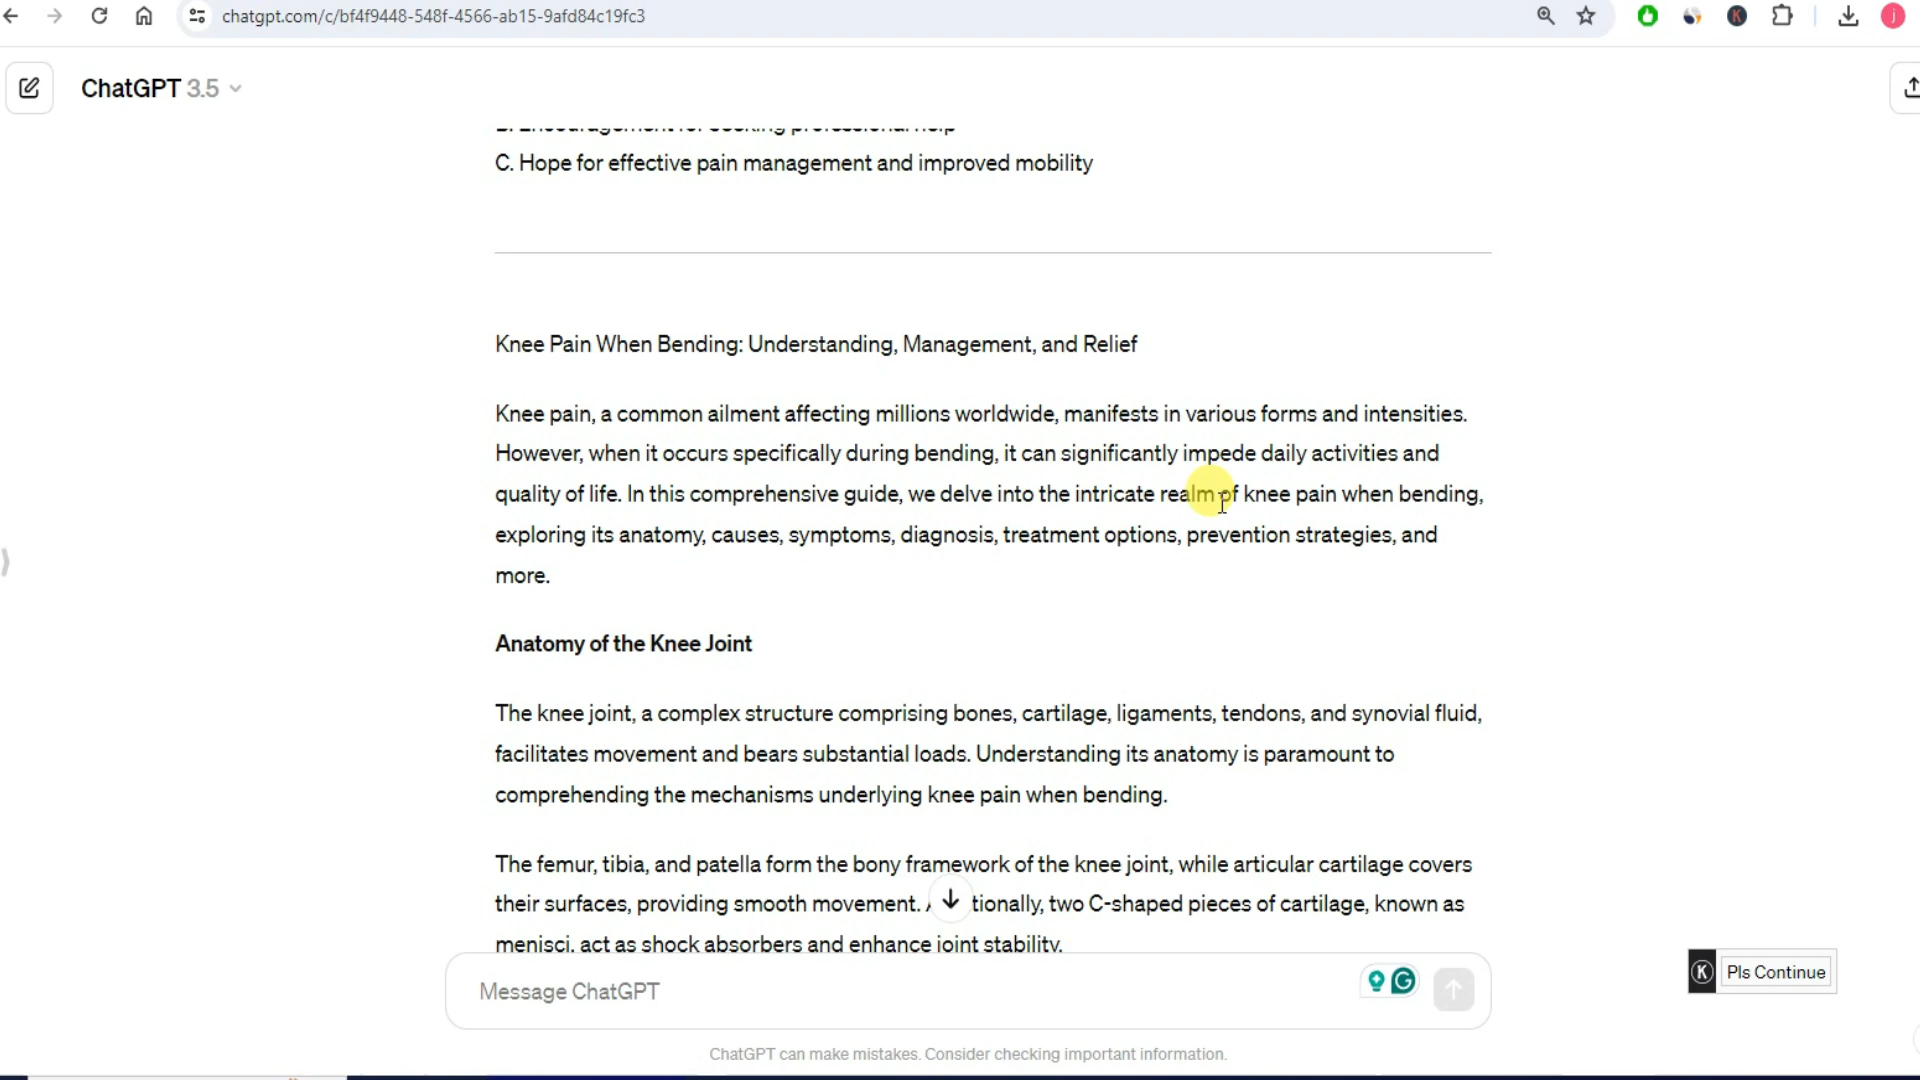 chatgpt.com/c/bf4f9448-548f-4566-ab15-9afd84c19fc3
K
j
ChatGPT 3.5
B. Encouragement for seeking professional help
C. Hope for effective pain management and improved mobility
Knee Pain When Bending: Understanding, Management, and Relief
Knee pain, a common ailment affecting millions worldwide, manifests in various forms and intensities.
However, when it occurs specifically during bending, it can significantly impede daily activities and
quality of life. In this comprehensive guide, we delve into the intricate realm of knee pain when bending,
exploring its anatomy, causes, symptoms, diagnosis, treatment options, prevention strategies, and
more.
Anatomy of the Knee Joint
The knee joint, a complex structure comprising bones, cartilage, ligaments, tendons, and synovial fluid,
facilitates movement and bears substantial loads. Understanding its anatomy is paramount to
comprehending the mechanisms underlying knee pain when bending.
The femur, tibia, and patella form the bony framework of the knee joint, while articular cartilage covers
their surfaces, providing smooth movement. tionally, two C-shaped pieces of cartilage, known as
menisci, act as shock absorbers and enhance joint stability.
Message ChatGPT
G
K Pls Continue
ChatGPT can make mistakes. Consider checking important information.